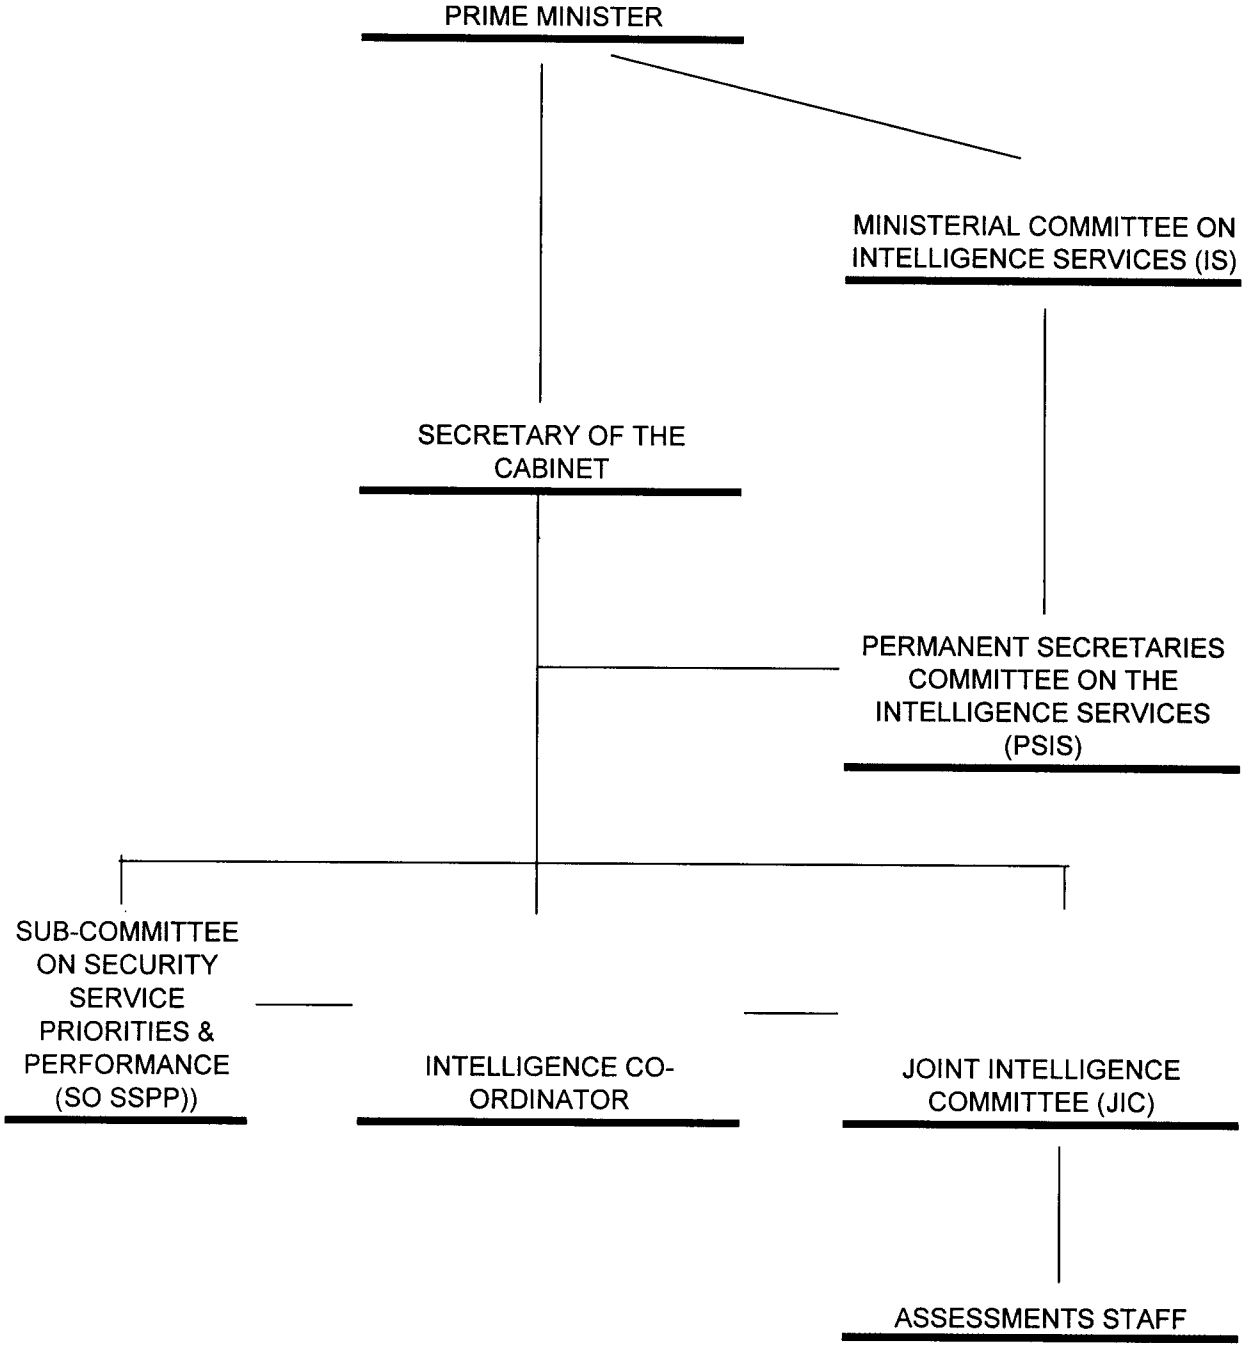 PRIME MINISTER
MINISTERIAL COMMITTEE ON
INTELLIGENCE SERVICES (IS)
SECRETARY OF THE
CABINET
PERMANENT SECRETARIES
COMMITTEE ON THE
INTELLIGENCE SERVICES
(PSIS)
SUB-COMMITTEE
ON SECURITY
SERVICE
PRIORITIES &
PERFORMANCE
(SO SSPP))
INTELLIGENCE CO-
ORDINATOR
JOINT INTELLIGENCE
COMMITTEE (JIC)
ASSESSMENTS STAFF